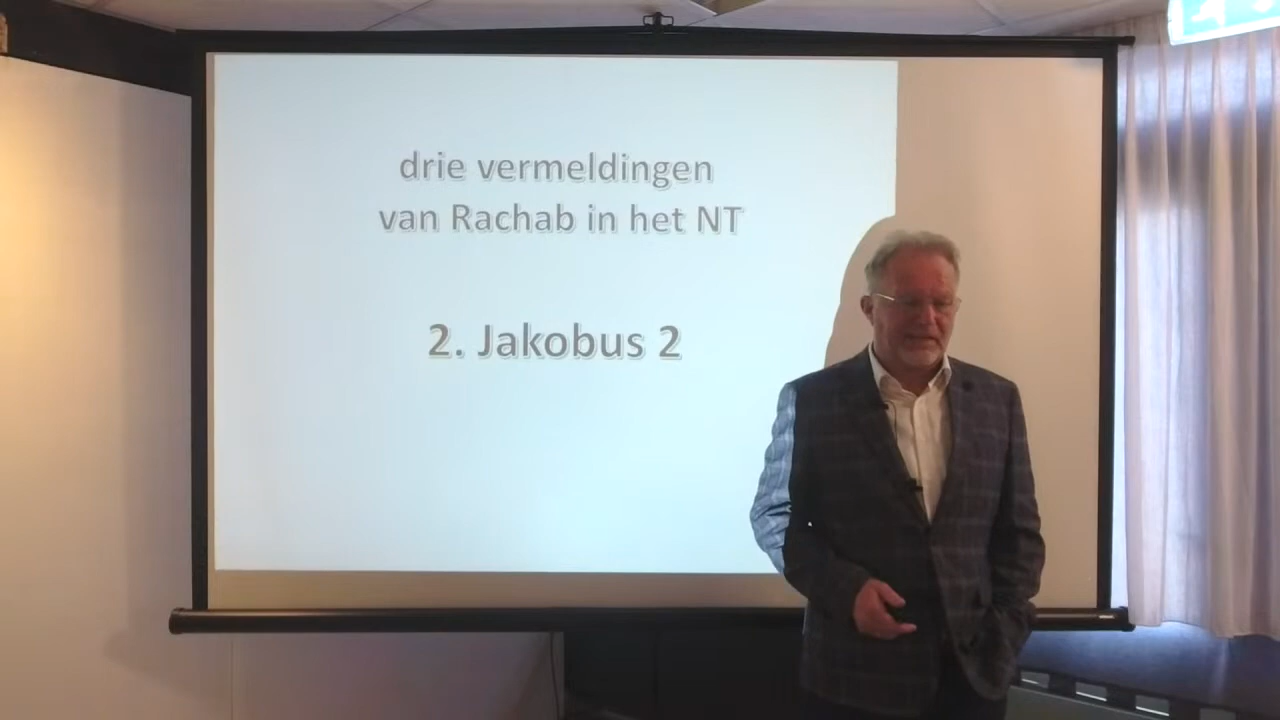 drie vermeldingen
van Rachab in het NT
2. Jakobus 2